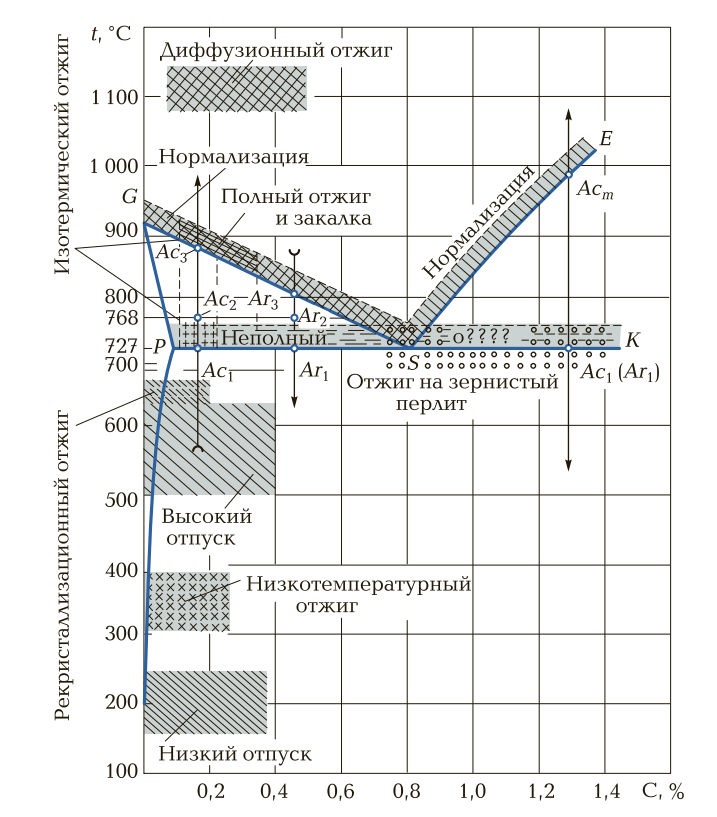 t, °C
Диффузионный отжиг
1 100
Нормализация
1 000
G
Полный отжиг
и закалка
E
Ac_m
Нормализация
900
Ac₃
800
Ac₂
Ar₃
768
Ar₂
Неполный
о????
727
P
S
K
700
Ac₁
Ar₁
Отжиг на зернистый
перлит
Ac₁ (Ar₁)
600
500
Высокий
отпуск
400
Низкотемпературный
отжиг
300
200
Низкий отпуск
100
0,2
0,4
0,6
0,8
1,0
1,2
1,4
C, %
Изотермический отжиг
Рекристаллизационный отжиг